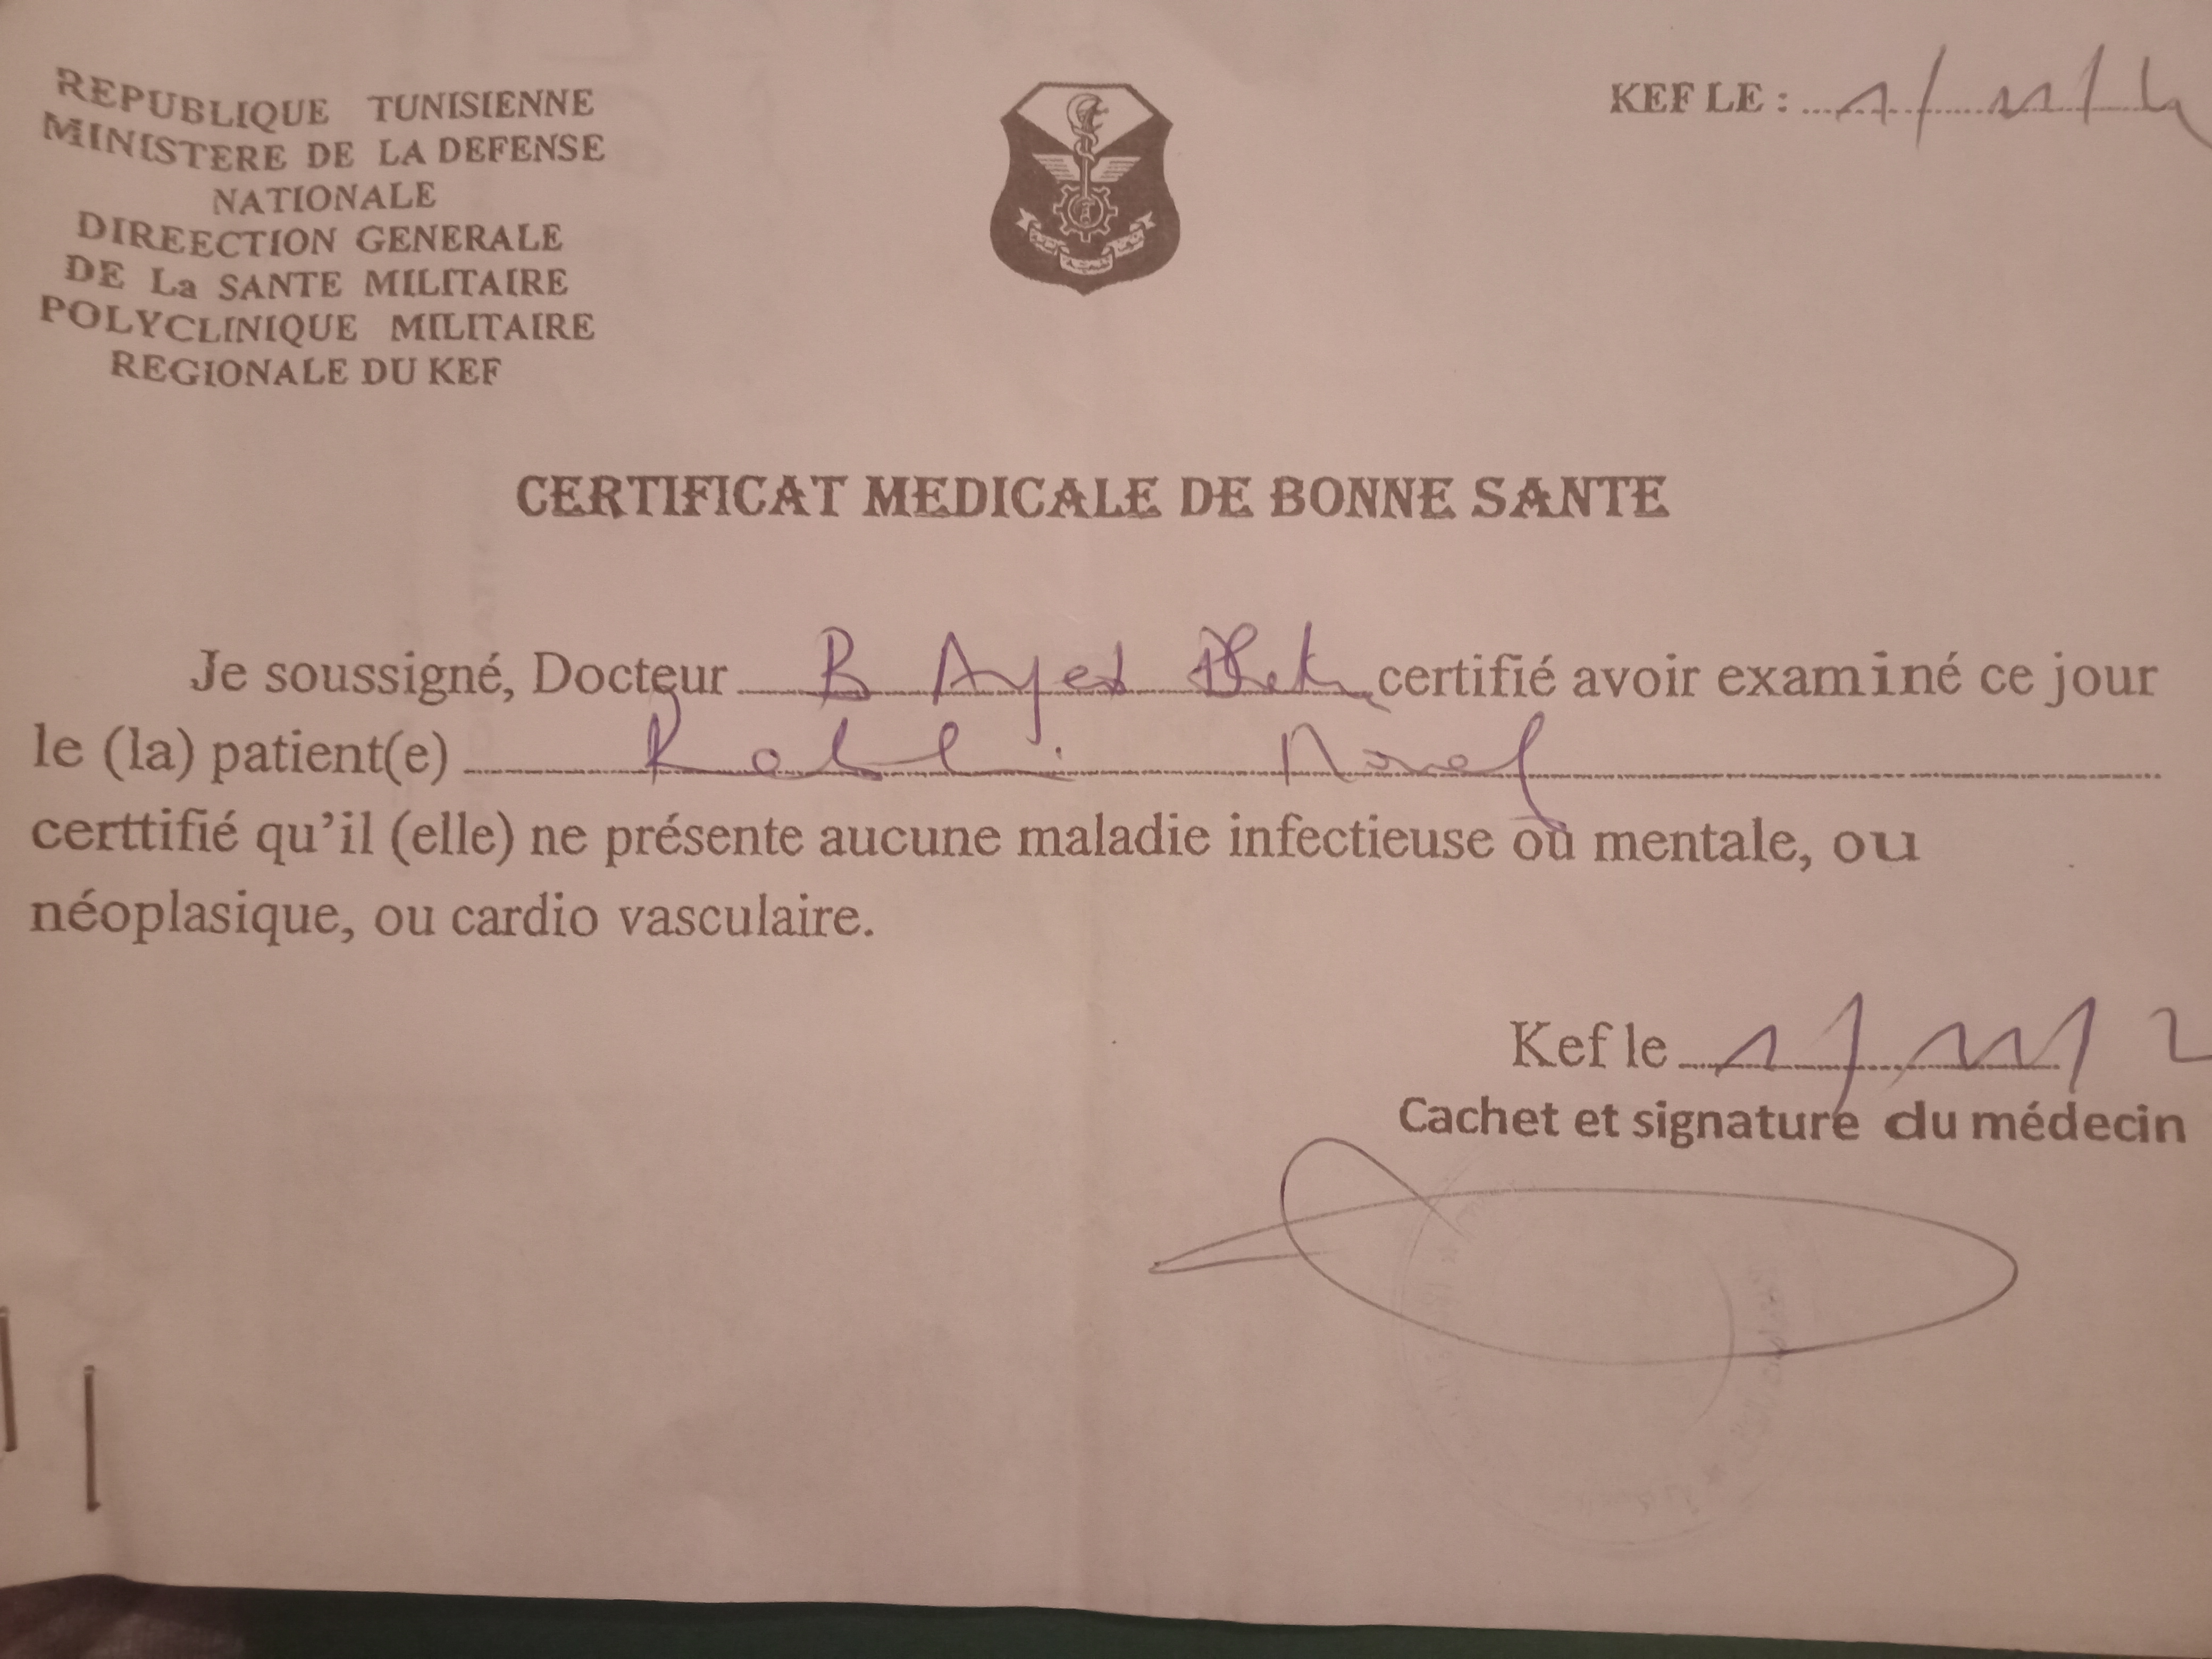 REPUBLIQUE TUNISIENNE
MINISTERE DE LA DEFENSE
NATIONALE
DIREECTION GENERALE
DE La SANTE MILITAIRE
POLYCLINIQUE MILITAIRE
REGIONALE DU KEF
KEF LE :
CERTIFICAT MEDICALE DE BONNE SANTE
Je soussigné, Docteur B Ayed certifié avoir examiné ce jour
le (la) patient(e)
certtifié qu'il (elle) ne présente aucune maladie infectieuse ou mentale, ou
néoplasique, ou cardio vasculaire.
Kef le
Cachet et signature du médecin